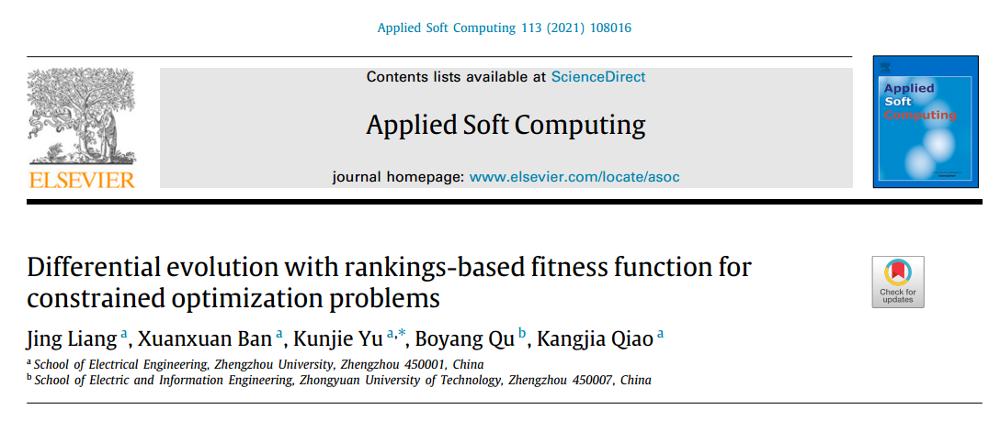 Applied Soft Computing 113 (2021) 108016
Contents lists available at ScienceDirect
Applied Soft Computing
journal homepage: www.elsevier.com/locate/asoc
ELSEVIER
Applied
Soft
Computing
Differential evolution with rankings-based fitness function for
constrained optimization problems
Check for
updates
Jing Liang a, Xuanxuan Ban a, Kunjie Yu a,*, Boyang Qu b, Kangjia Qiao a
a School of Electrical Engineering, Zhengzhou University, Zhengzhou 450001, China
b School of Electric and Information Engineering, Zhongyuan University of Technology, Zhengzhou 450007, China